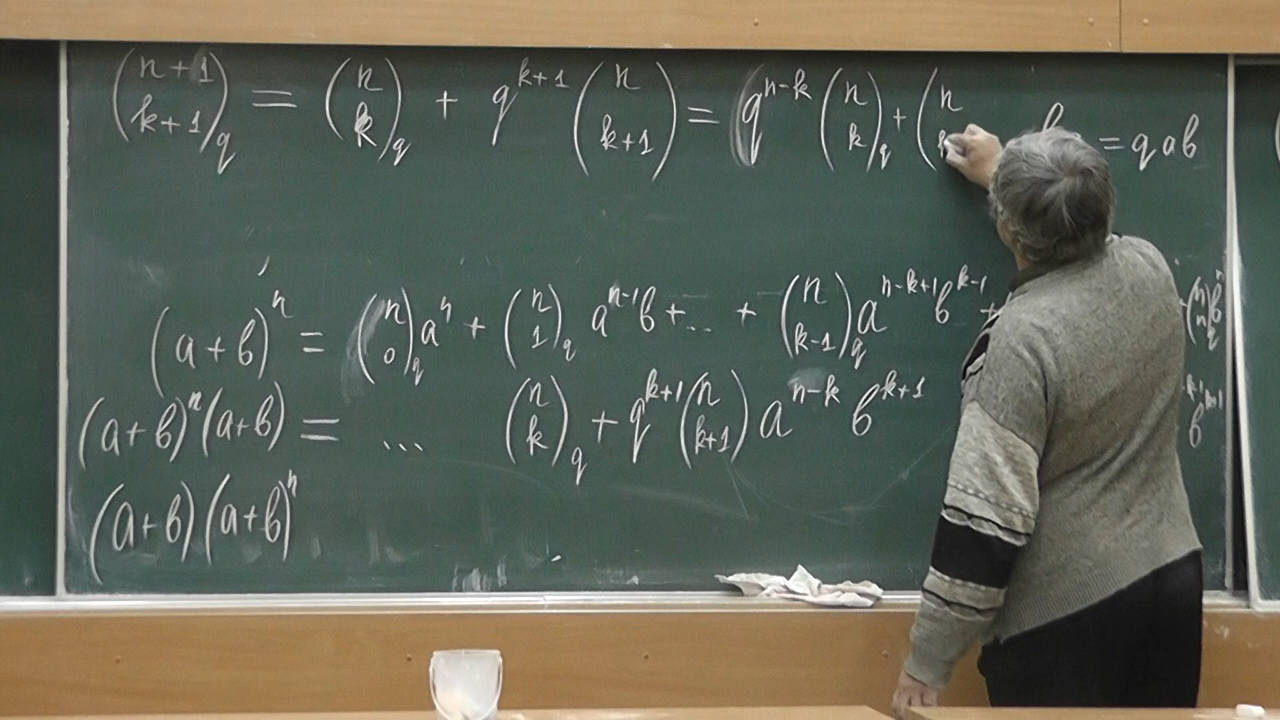 (n+1 k+1)_q = (n k)_q + q^{k+1} (n k+1) = q^{n-k} (n k)_q + (n = qab
(a+b)^n = (n 0)_q a^n + (n 1)_q a^{n-1}b + ... + (n k-1)_q a^{n-k+1} b^{k-1} + (n n)_q b^n
(a+b)^n (a+b) = ... (n k)_q + q^{k+1} (n k+1) a^{n-k} b^{k+1}
(a+b)(a+b)^n